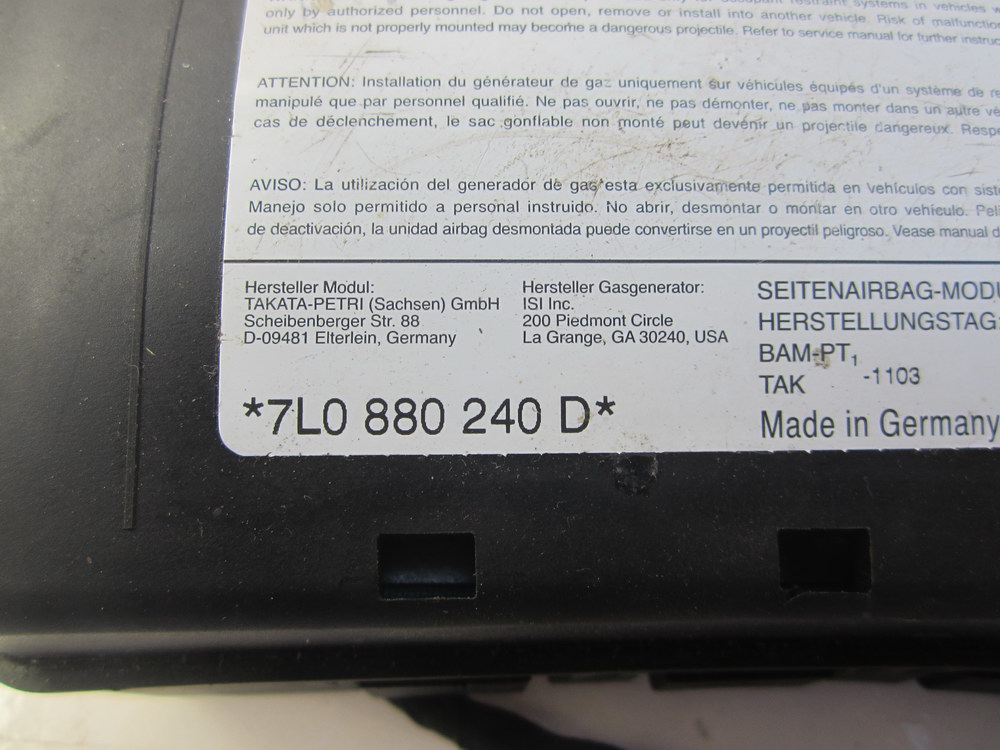 only by authorized personnel. Do not open, remove or install into another vehicle. Risk of
unit which is not properly mounted may become a dangerous projectile. Refer to service manual for further
ATTENTION: Installation du générateur de gaz uniquement sur véhicules équipés d'un système de
manipulé que par personnel qualifié. Ne pas ouvrir, ne pas démonter, ne pas monter dans un autre
cas de déclenchement, le sac gonflable non monté peut devenir un projectile dangereux.
AVISO: La utilización del generador de gas esta exclusivamente permitida en vehículos con
Manejo solo permitido a personal instruido. No abrir, desmontar o montar en otro vehículo.
de deactivación, la unidad airbag desmontada puede convertirse en un proyectil peligroso. Vease manual
Hersteller Modul:
TAKATA-PETRI (Sachsen) GmbH
Scheibenberger Str. 88
D-09481 Elterlein, Germany
Hersteller Gasgenerator:
ISI Inc.
200 Piedmont Circle
La Grange, GA 30240, USA
SEITENAIRBAG-MODU
HERSTELLUNGSTAG:
BAM-PT1
TAK -1103
*7L0 880 240 D*
Made in Germany